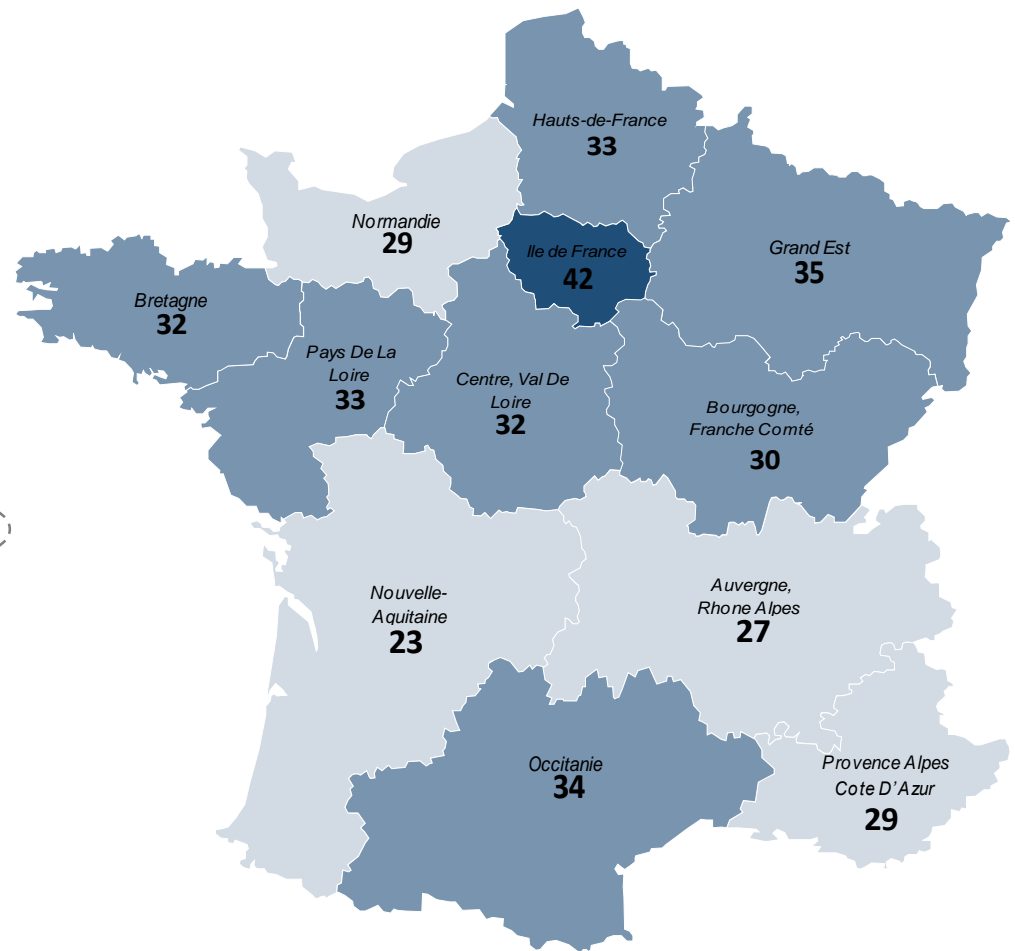 Hauts-de-France
33
Normandie
29
Ile de France
42
Grand Est
35
Bretagne
32
Pays De La
Loire
33
Centre, Val De
Loire
32
Bourgogne,
Franche Comté
30
Nouvelle-
Aquitaine
23
Auvergne,
Rhone Alpes
27
Occitanie
34
Provence Alpes
Cote D’Azur
29